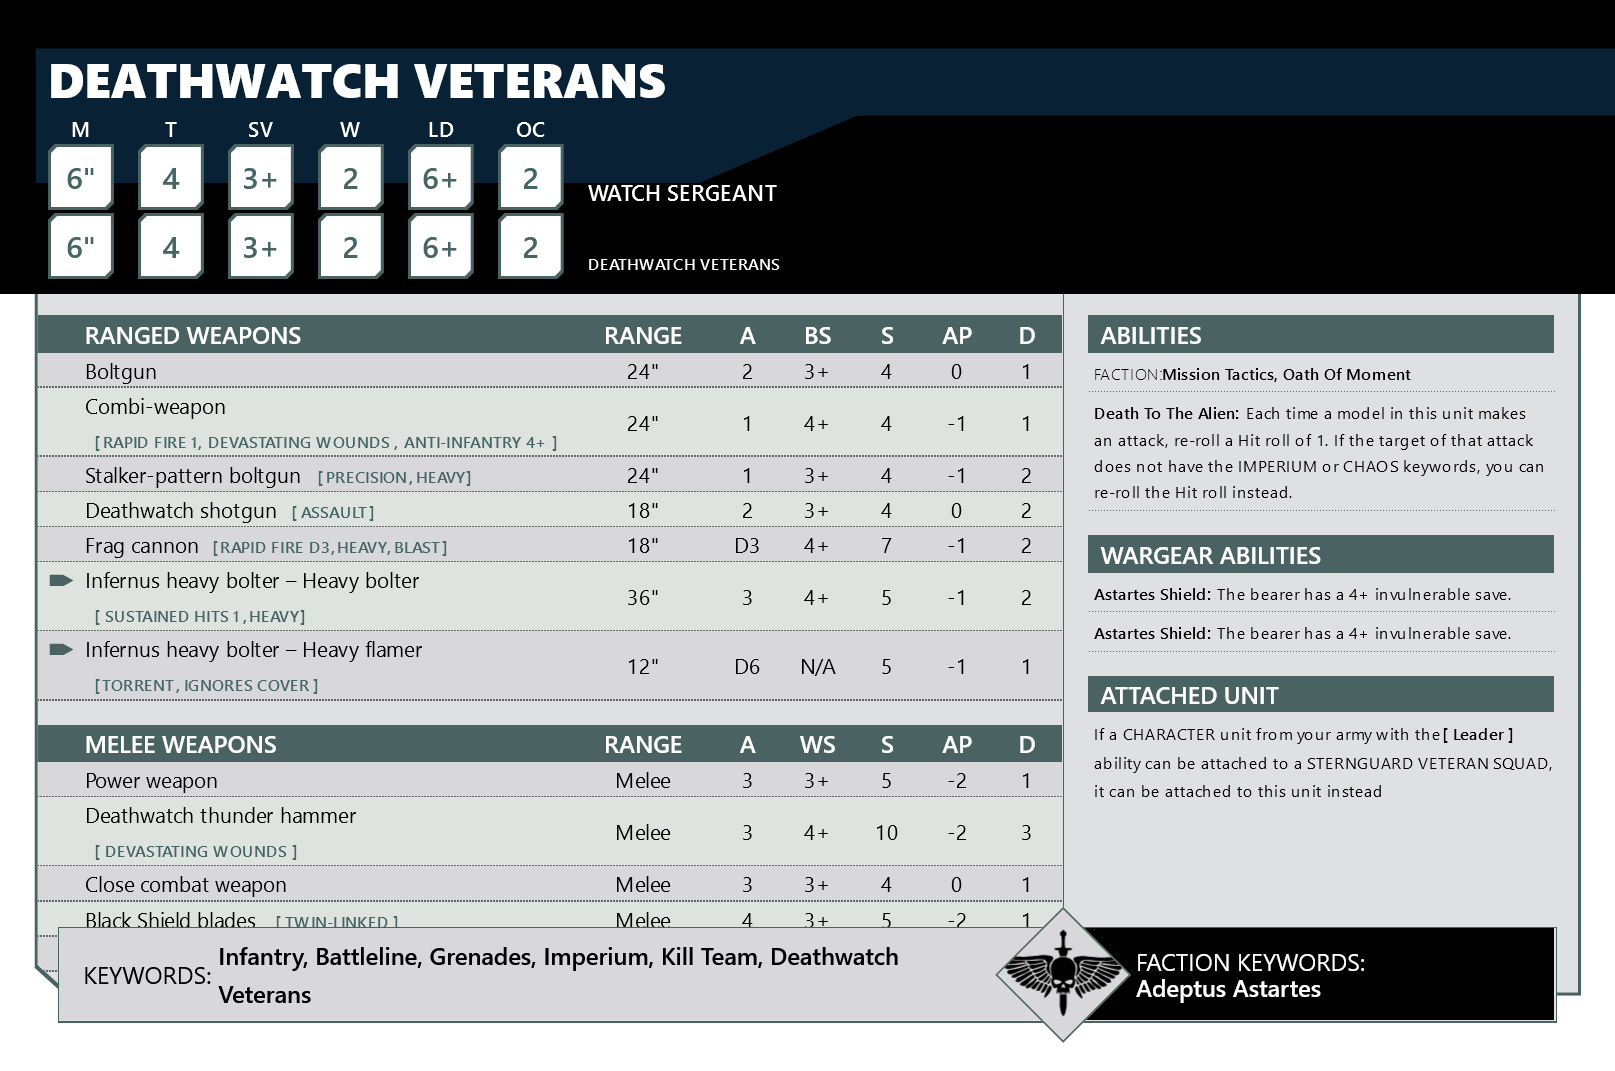 DEATHWATCH VETERANS
M T SV W LD OC
6" 4 3+ 2 6+ 2 WATCH SERGEANT
6" 4 3+ 2 6+ 2 DEATHWATCH VETERANS
RANGED WEAPONS RANGE A BS S AP D
Boltgun 24" 2 3+ 4 0 1
Combi-weapon 24" 1 4+ 4 -1 1
[ RAPID FIRE 1, DEVASTATING WOUNDS , ANTI-INFANTRY 4+ ]
Stalker-pattern boltgun [ PRECISION, HEAVY] 24" 1 3+ 4 -1 2
Deathwatch shotgun [ ASSAULT] 18" 2 3+ 4 0 2
Frag cannon [RAPID FIRE D3, HEAVY, BLAST] 18" D3 4+ 7 -1 2
Infernus heavy bolter – Heavy bolter 36" 3 4+ 5 -1 2
[ SUSTAINED HITS 1, HEAVY]
Infernus heavy bolter – Heavy flamer 12" D6 N/A 5 -1 1
[TORRENT, IGNORES COVER ]
MELEE WEAPONS RANGE A WS S AP D
Power weapon Melee 3 3+ 5 -2 1
Deathwatch thunder hammer Melee 3 4+ 10 -2 3
[ DEVASTATING WOUNDS ]
Close combat weapon Melee 3 3+ 4 0 1
Black Shield blades [ TWIN-LINKED ] Melee 4 3+ 5 -2 1
ABILITIES
FACTION:Mission Tactics, Oath Of Moment
Death To The Alien: Each time a model in this unit makes
an attack, re-roll a Hit roll of 1. If the target of that attack
does not have the IMPERIUM or CHAOS keywords, you can
re-roll the Hit roll instead.
WARGEAR ABILITIES
Astartes Shield: The bearer has a 4+ invulnerable save.
Astartes Shield: The bearer has a 4+ invulnerable save.
ATTACHED UNIT
If a CHARACTER unit from your army with the [ Leader ]
ability can be attached to a STERNGUARD VETERAN SQUAD,
it can be attached to this unit instead
KEYWORDS: Infantry, Battleline, Grenades, Imperium, Kill Team, Deathwatch
Veterans
FACTION KEYWORDS:
Adeptus Astartes